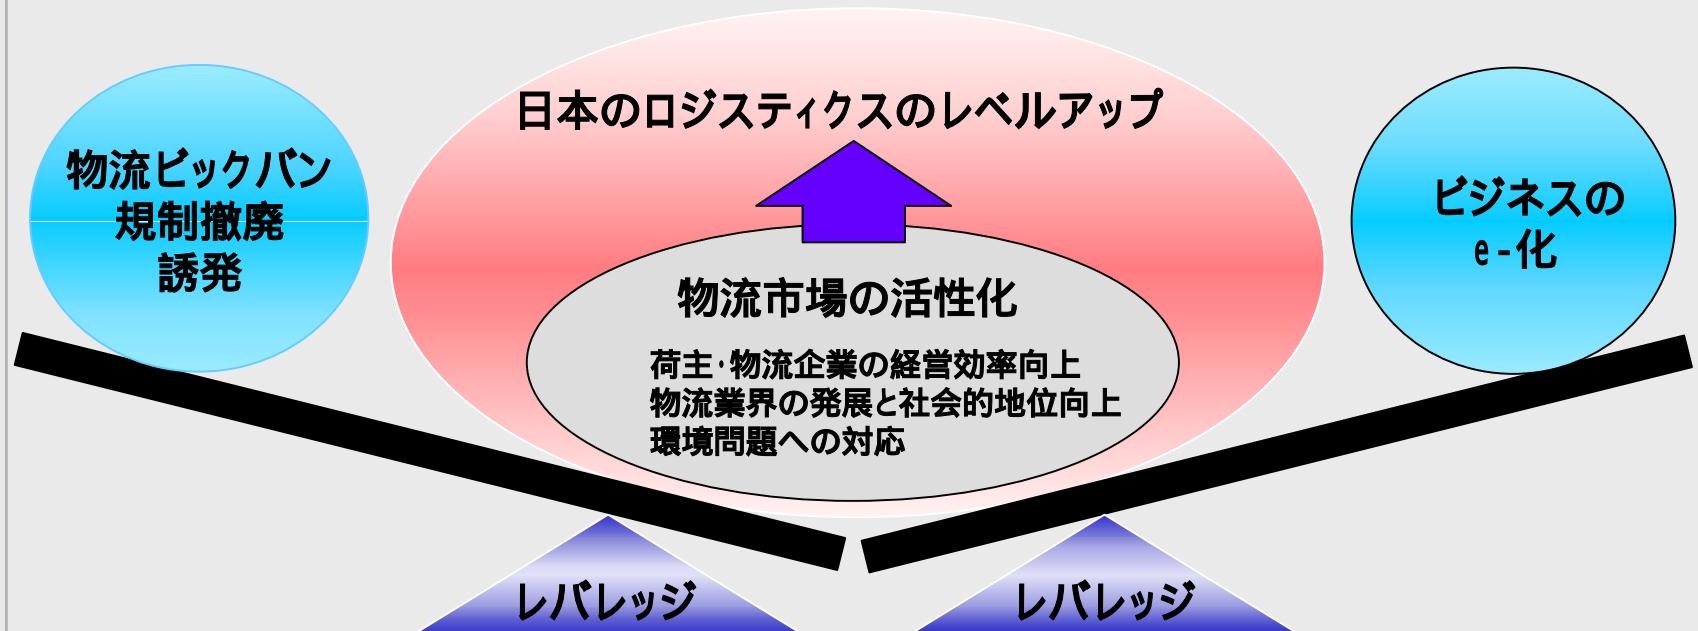 日本のロジスティクスのレベルアップ
物流ビックバン
規制撤廃
誘発
ビジネスの
e-化
物流市場の活性化
荷主・物流企業の経営効率向上
物流業界の発展と社会的地位向上
環境問題への対応
レバレッジ
レバレッジ